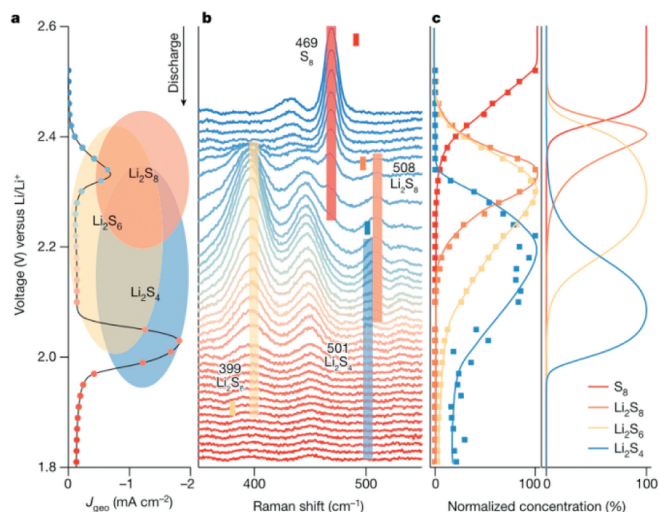 a
b
c
2.6
2.4
2.2
2.0
1.8
Voltage (V) versus Li/Li⁺
Discharge
Li₂S₈
Li₂S₆
Li₂S₄
0
−1
−2
J_geo (mA cm⁻²)
469
S₈
508
Li₂S₈
501
Li₂S₄
399
Li₂S₆
400
500
Raman shift (cm⁻¹)
S₈
Li₂S₈
Li₂S₆
Li₂S₄
0
100
0
100
Normalized concentration (%)